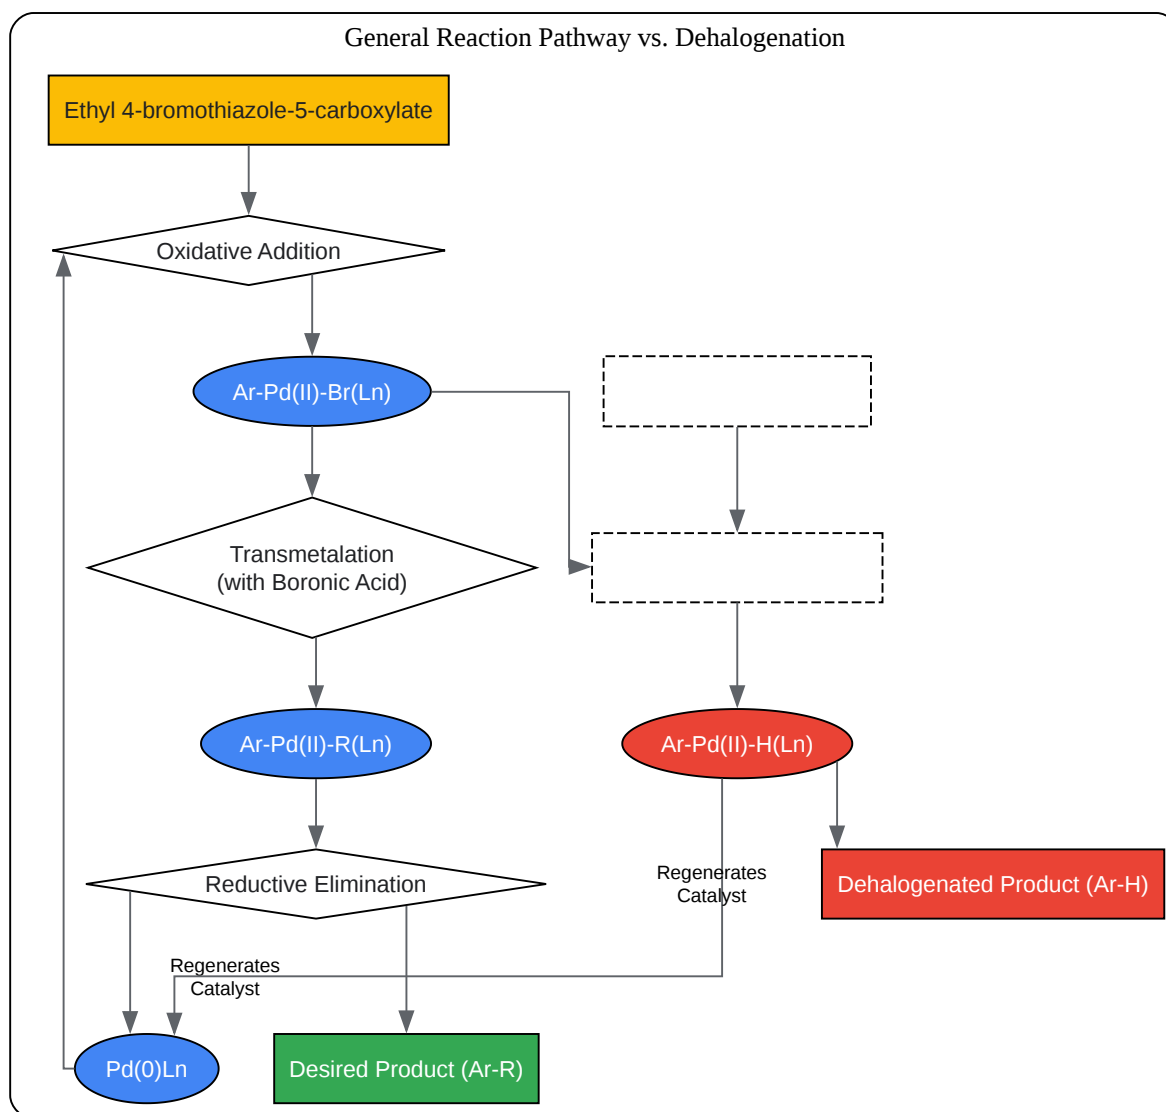 General Reaction Pathway vs. Dehalogenation
Ethyl 4-bromothiazole-5-carboxylate
Oxidative Addition
Ar-Pd(II)-Br(Ln)
Transmetalation
(with Boronic Acid)
Ar-Pd(II)-R(Ln)
Ar-Pd(II)-H(Ln)
Reductive Elimination
Regenerates
Catalyst
Dehalogenated Product (Ar-H)
Regenerates
Catalyst
Pd(0)Ln
Desired Product (Ar-R)